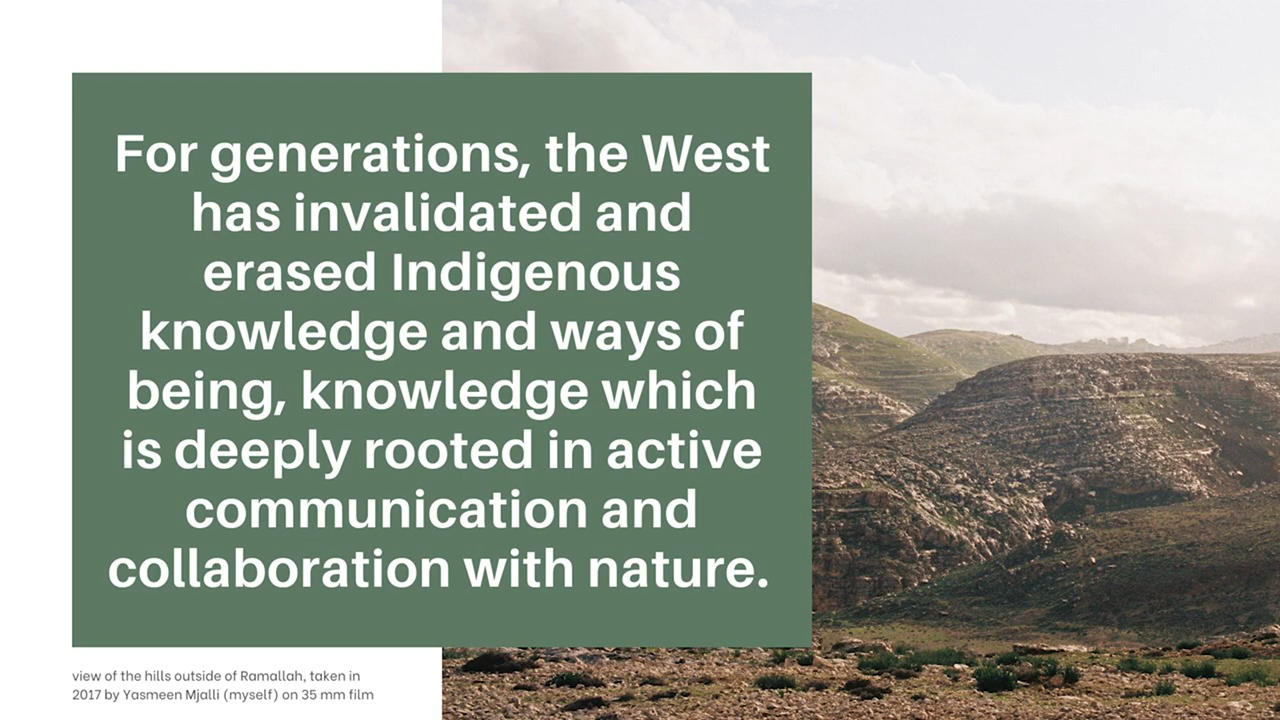 For generations, the West
has invalidated and
erased Indigenous
knowledge and ways of
being, knowledge which
is deeply rooted in active
communication and
collaboration with nature.
view of the hills outside of Ramallah, taken in
2017 by Yasmeen Mjalli (myself) on 35 mm film